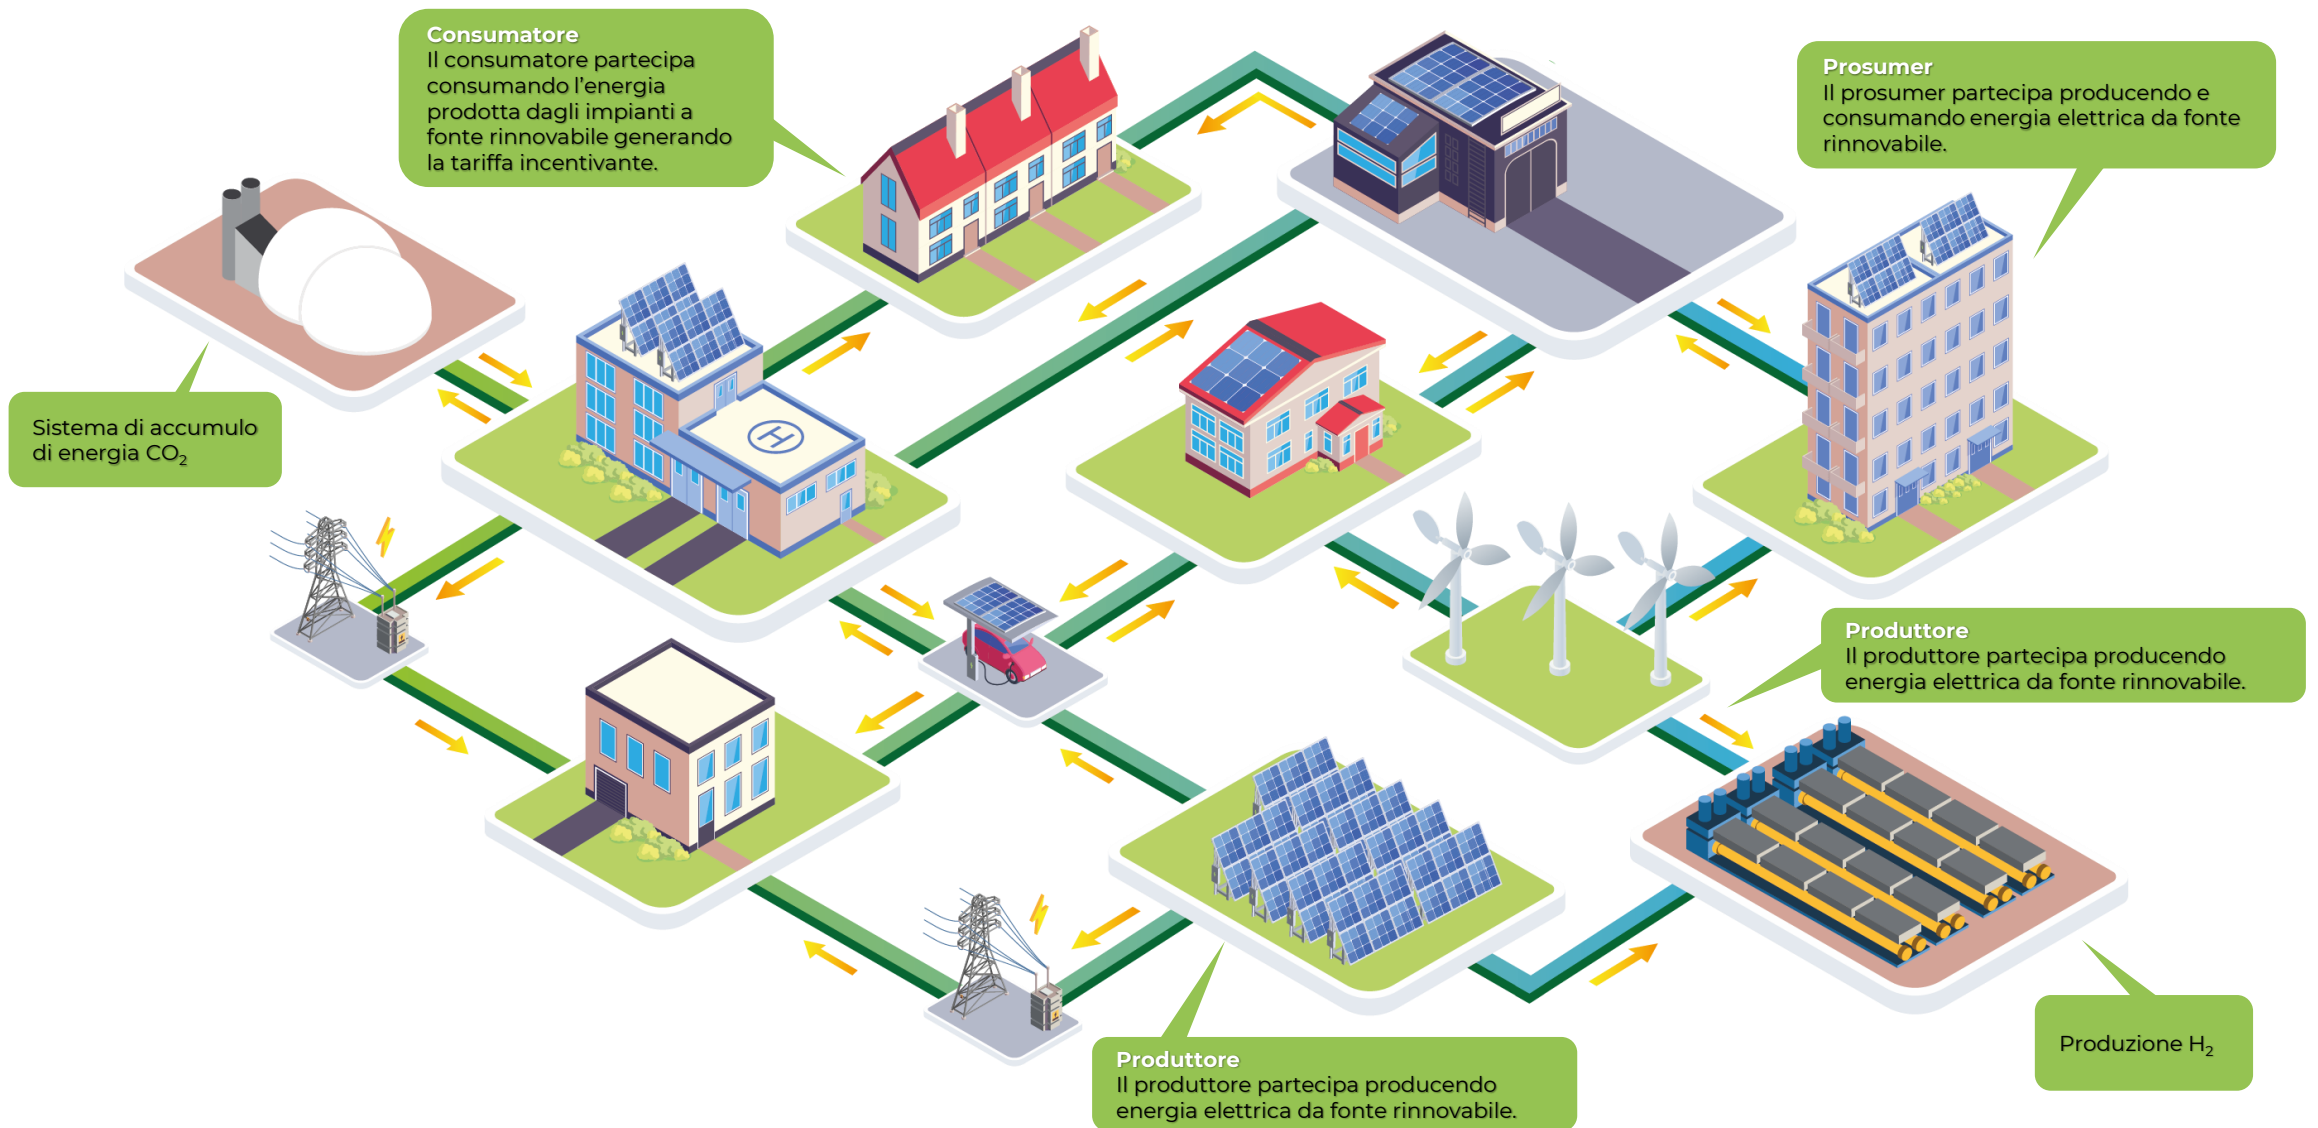 Consumatore
Il consumatore partecipa
consumando l'energia
prodotta dagli impianti a
fonte rinnovabile generando
la tariffa incentivante.
Prosumer
Il prosumer partecipa producendo e
consumando energia elettrica da fonte
rinnovabile.
Sistema di accumulo
di energia CO₂
H
Produttore
Il produttore partecipa producendo
energia elettrica da fonte rinnovabile.
Produzione H₂
Produttore
Il produttore partecipa producendo
energia elettrica da fonte rinnovabile.